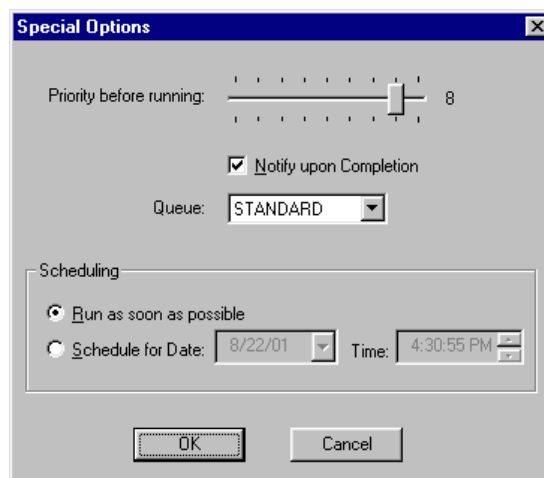 Special Options
Priority before running: 8
Notify upon Completion
Queue: STANDARD
Scheduling
Run as soon as possible
Schedule for Date: 8/22/01 Time: 4:30:55 PM
OK Cancel